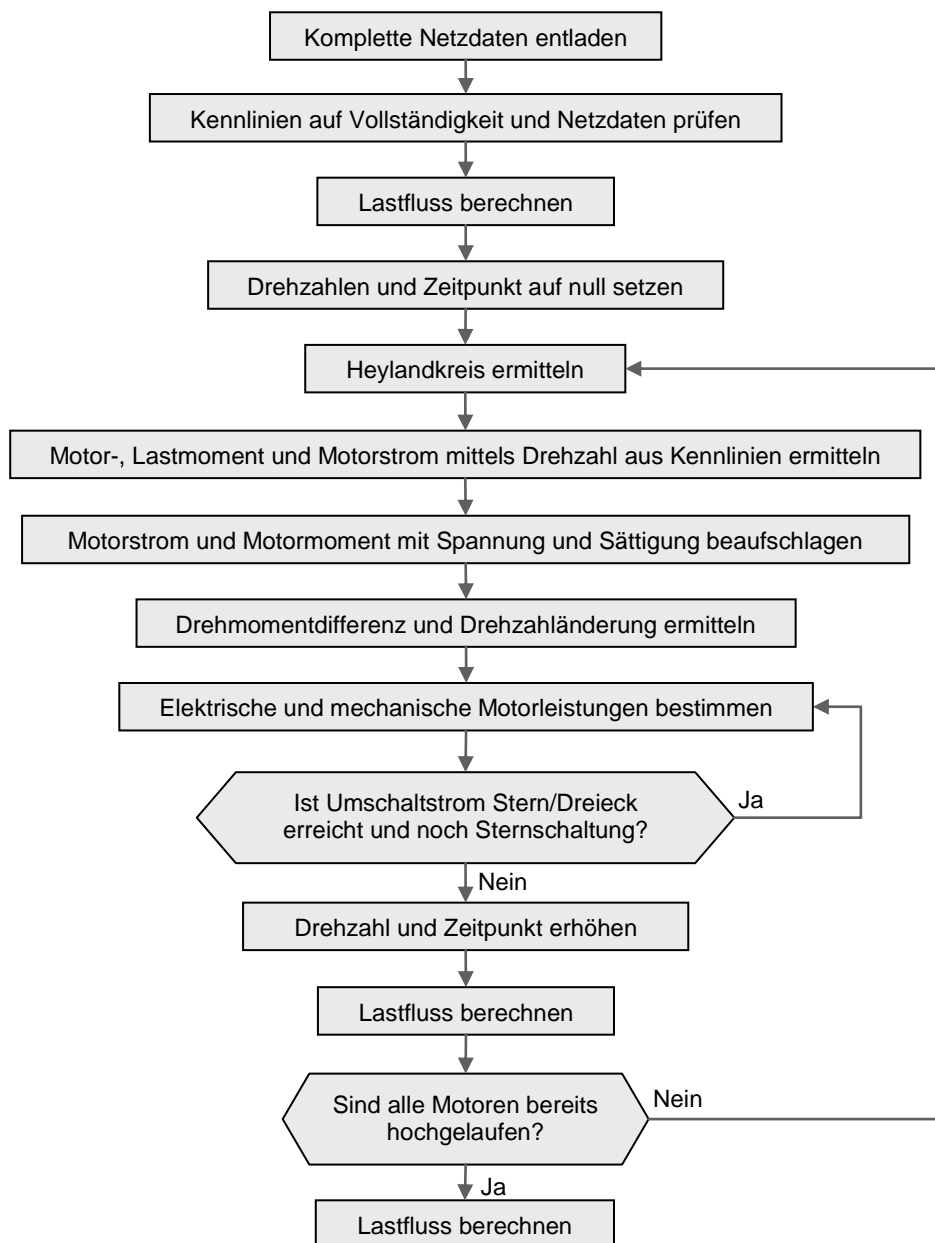 Komplette Netzdaten entladen
Kennlinien auf Vollständigkeit und Netzdaten prüfen
Lastfluss berechnen
Drehzahlen und Zeitpunkt auf null setzen
Heylandkreis ermitteln
Motor-, Lastmoment und Motorstrom mittels Drehzahl aus Kennlinien ermitteln
Motorstrom und Motormoment mit Spannung und Sättigung beaufschlagen
Drehmomentdifferenz und Drehzahländerung ermitteln
Elektrische und mechanische Motorleistungen bestimmen
Ist Umschaltstrom Stern/Dreieck
erreicht und noch Sternschaltung?
Ja
Nein
Drehzahl und Zeitpunkt erhöhen
Lastfluss berechnen
Sind alle Motoren bereits
hochgelaufen?
Nein
Ja
Lastfluss berechnen